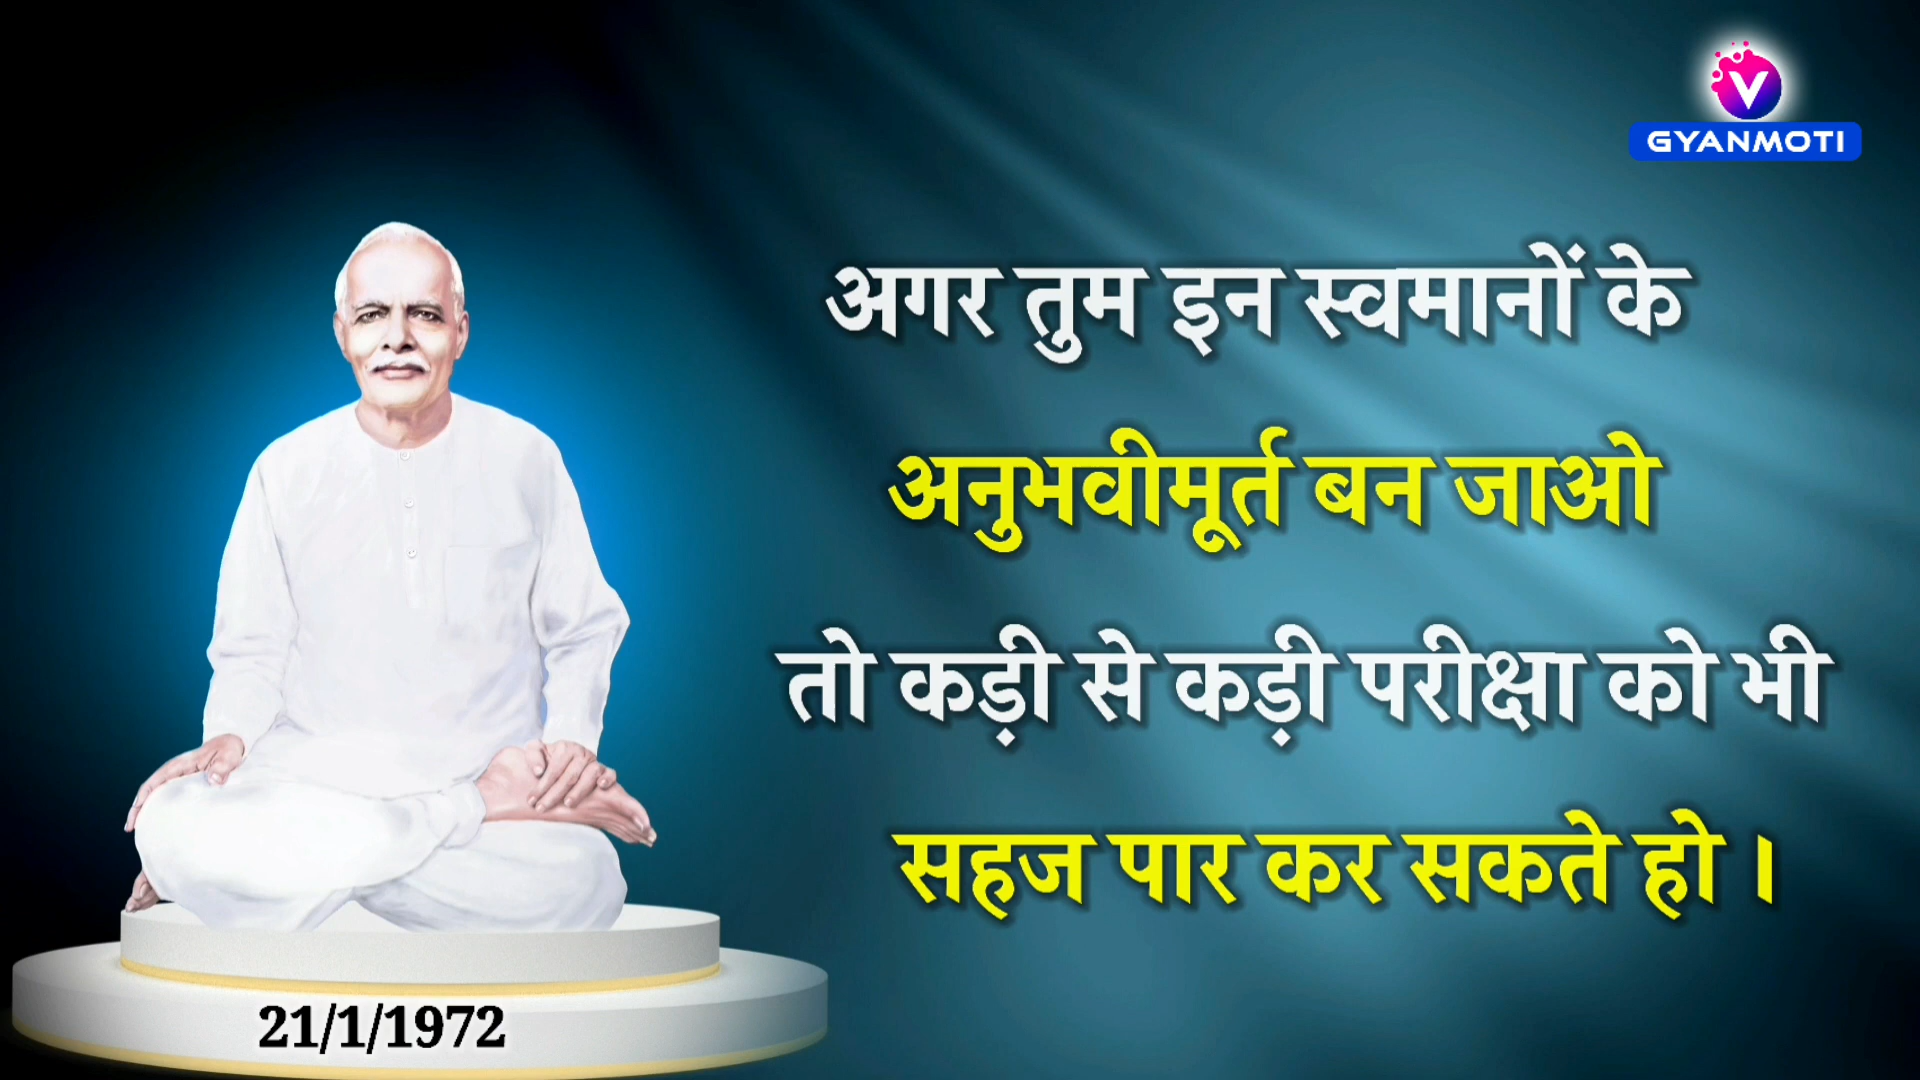 V
GYANMOTI
अगर तुम इन स्वमानों के
अनुभवीमूर्त बन जाओ
तो कड़ी से कड़ी परीक्षा को भी
सहज पार कर सकते हो ।
21/1/1972